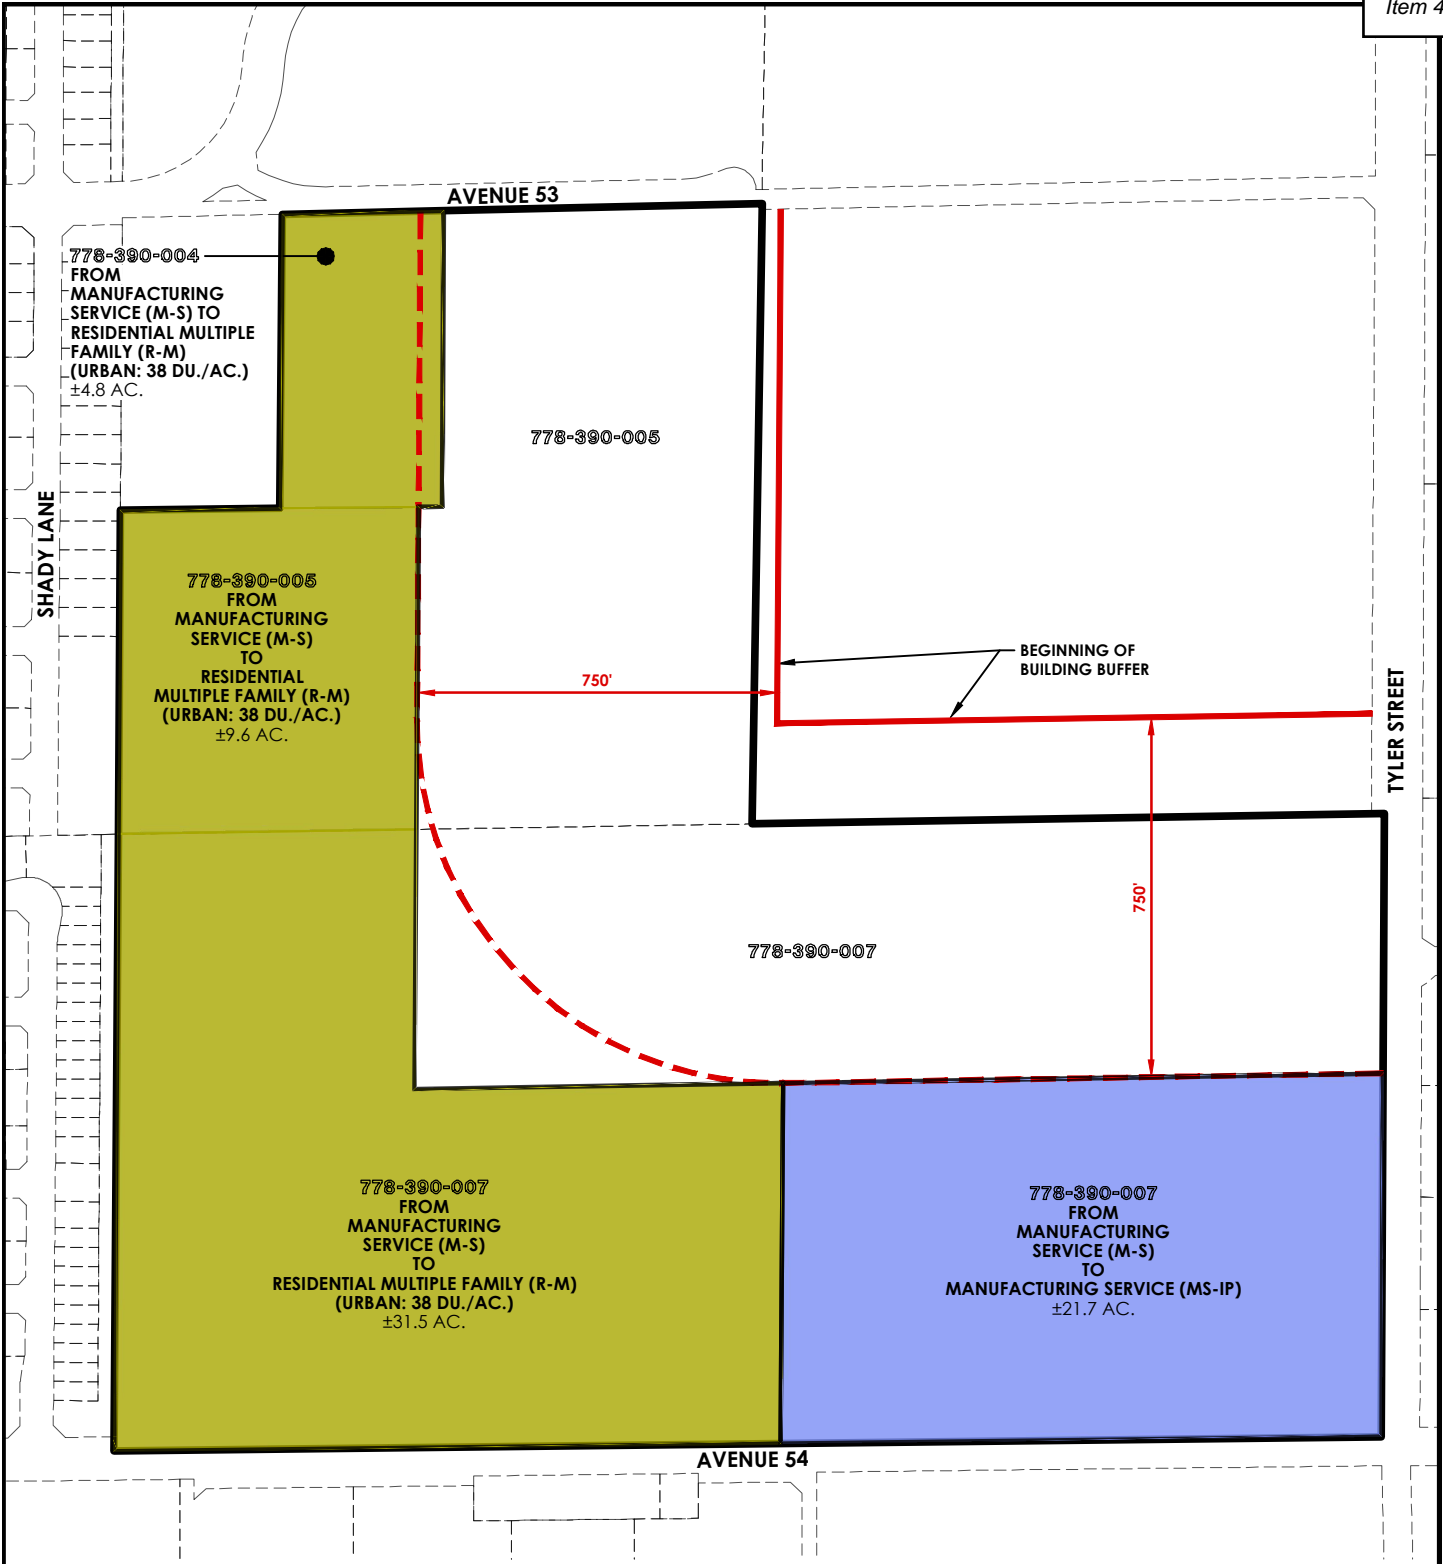 Item 4
AVENUE 53
778-390-004
FROM
MANUFACTURING
SERVICE (M-S) TO
RESIDENTIAL MULTIPLE
FAMILY (R-M)
(URBAN: 38 DU./AC.)
±4.8 AC.
778-390-005
SHADY LANE
778-390-005
FROM
MANUFACTURING
SERVICE (M-S)
TO
RESIDENTIAL
MULTIPLE FAMILY (R-M)
(URBAN: 38 DU./AC.)
±9.6 AC.
750'
BEGINNING OF
BUILDING BUFFER
TYLER STREET
750'
778-390-007
778-390-007
FROM
MANUFACTURING
SERVICE (M-S)
TO
RESIDENTIAL MULTIPLE FAMILY (R-M)
(URBAN: 38 DU./AC.)
±31.5 AC.
778-390-007
FROM
MANUFACTURING
SERVICE (M-S)
TO
MANUFACTURING SERVICE (MS-IP)
±21.7 AC.
AVENUE 54